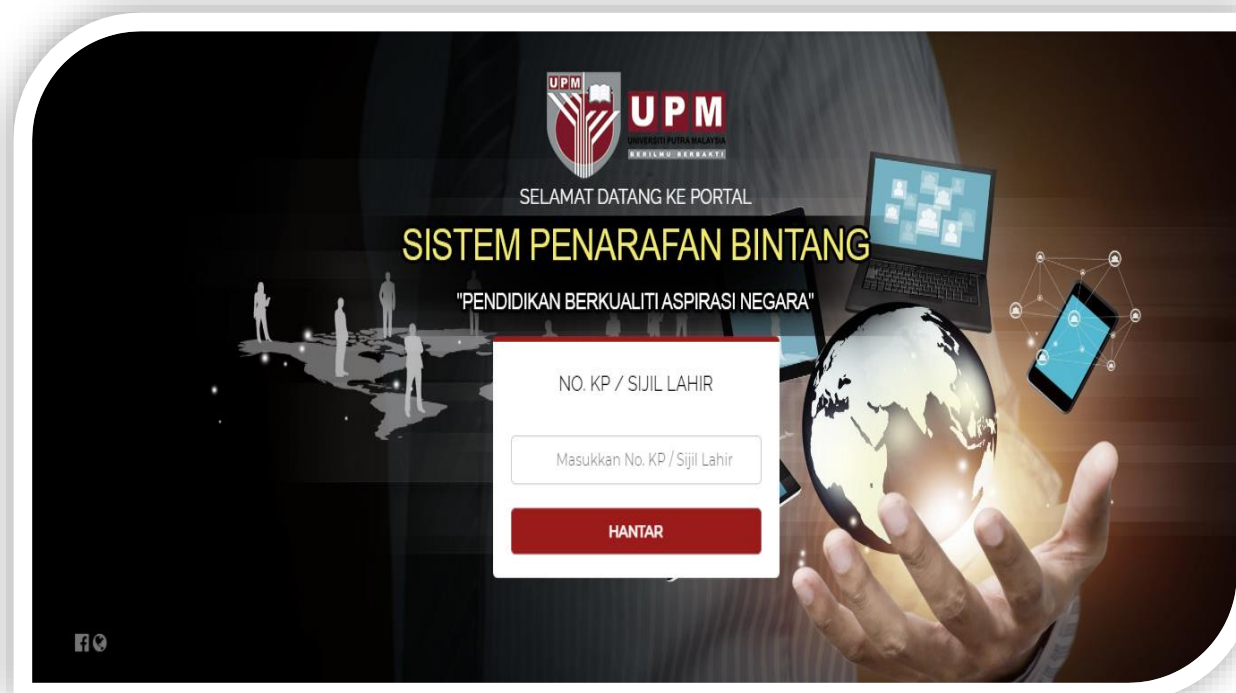 UPM
UPM
UNIVERSITI PUTRA MALAYSIA
BERILMU BERBAKTI
SELAMAT DATANG KE PORTAL
SISTEM PENARAFAN BINTANG
"PENDIDIKAN BERKUALITI ASPIRASI NEGARA"
NO. KP / SIJIL LAHIR
Masukkan No. KP / Sijil Lahir
HANTAR